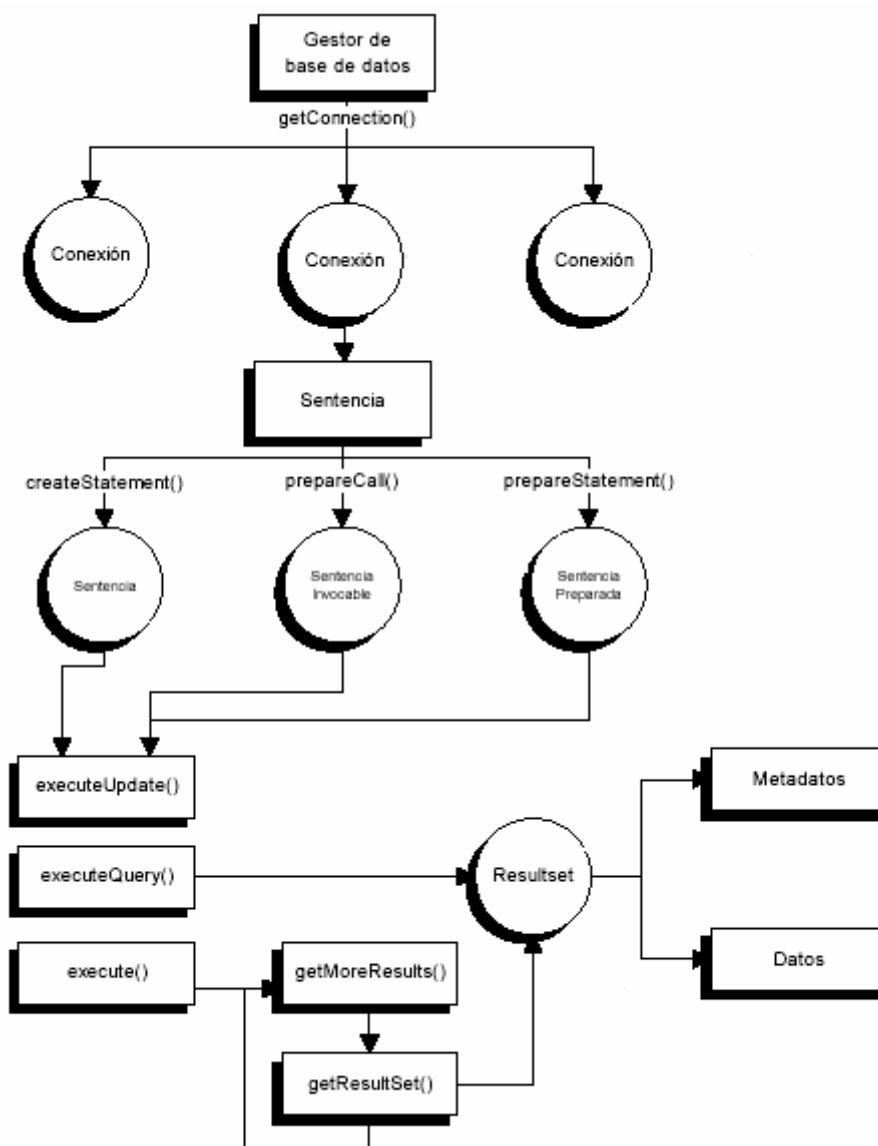 Gestor de
base de datos
getConnection()
Conexión
Conexión
Conexión
Sentencia
createStatement()
prepareCall()
prepareStatement()
Sentencia
Sentencia
Invocable
Sentencia
Preparada
executeUpdate()
Metadatos
executeQuery()
Resultset
execute()
getMoreResults()
Datos
getResultSet()